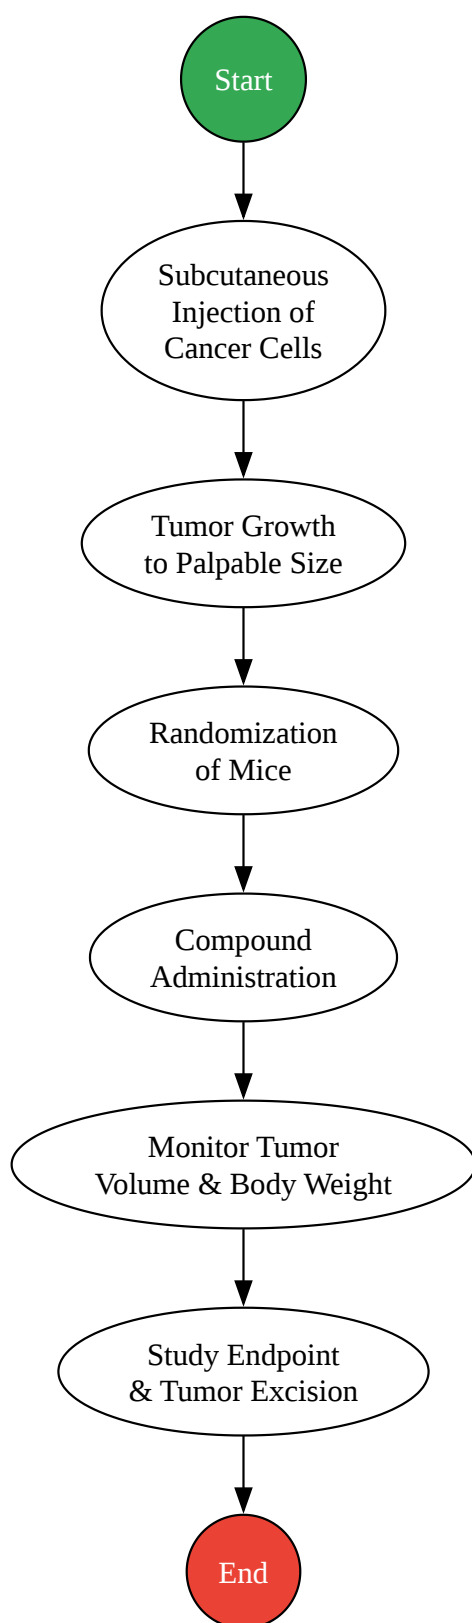 Start
Subcutaneous
Injection of
Cancer Cells
Tumor Growth
to Palpable Size
Randomization
of Mice
Compound
Administration
Monitor Tumor
Volume & Body Weight
Study Endpoint
& Tumor Excision
End